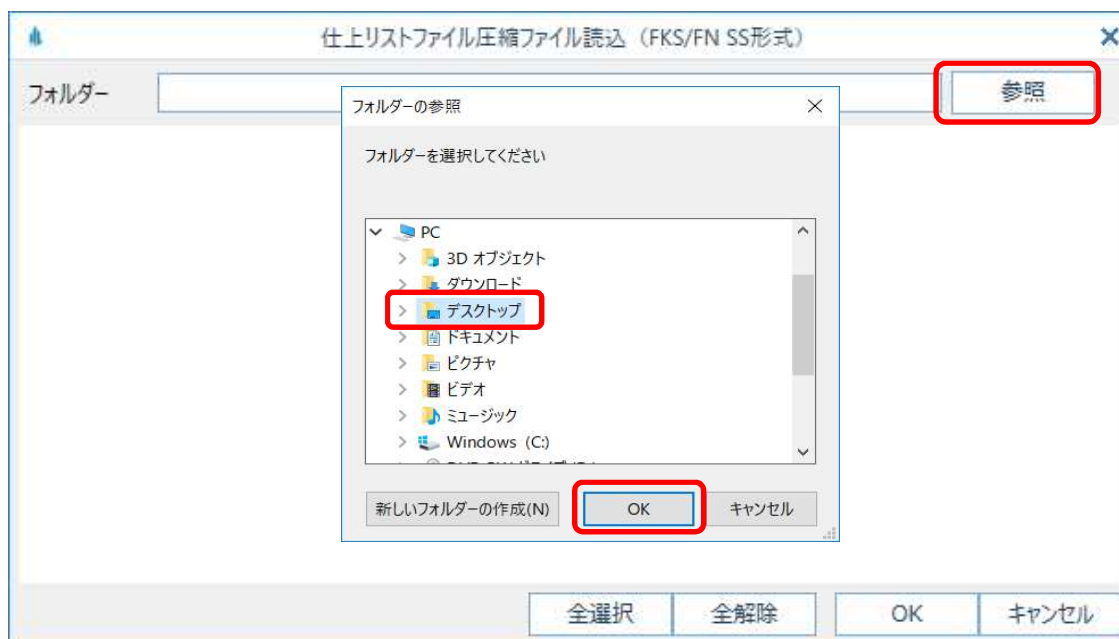 仕上リストファイル圧縮ファイル読込（FKS/FN SS形式）
フォルダー
参照
フォルダーの参照
フォルダーを選択してください
PC
3D オブジェクト
ダウンロード
デスクトップ
ドキュメント
ピクチャ
ビデオ
ミュージック
Windows (C:)
新しいフォルダーの作成(N)
OK
キャンセル
全選択
全解除
OK
キャンセル